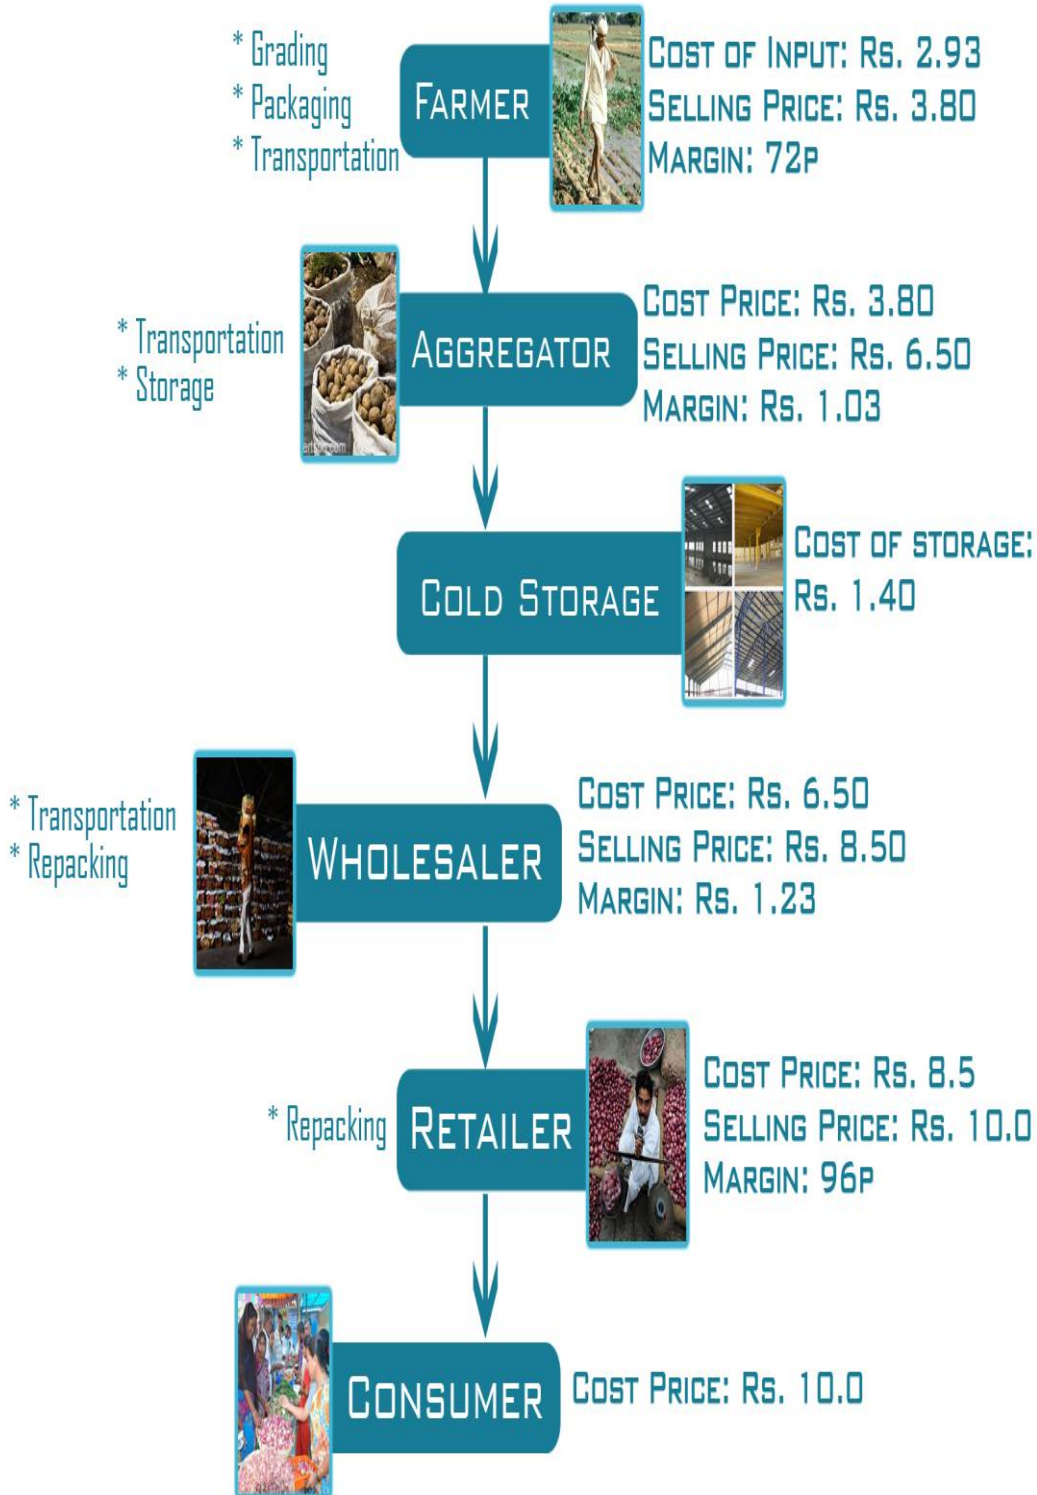 * Grading
* Packaging
* Transportation
FARMER
COST OF INPUT: RS. 2.93
SELLING PRICE: RS. 3.80
MARGIN: 72P
* Transportation
* Storage
AGGREGATOR
COST PRICE: RS. 3.80
SELLING PRICE: RS. 6.50
MARGIN: RS. 1.03
COLD STORAGE
COST OF STORAGE:
RS. 1.40
* Transportation
* Repacking
WHOLESALER
COST PRICE: RS. 6.50
SELLING PRICE: RS. 8.50
MARGIN: RS. 1.23
* Repacking
RETAILER
COST PRICE: RS. 8.5
SELLING PRICE: RS. 10.0
MARGIN: 96P
CONSUMER
COST PRICE: RS. 10.0